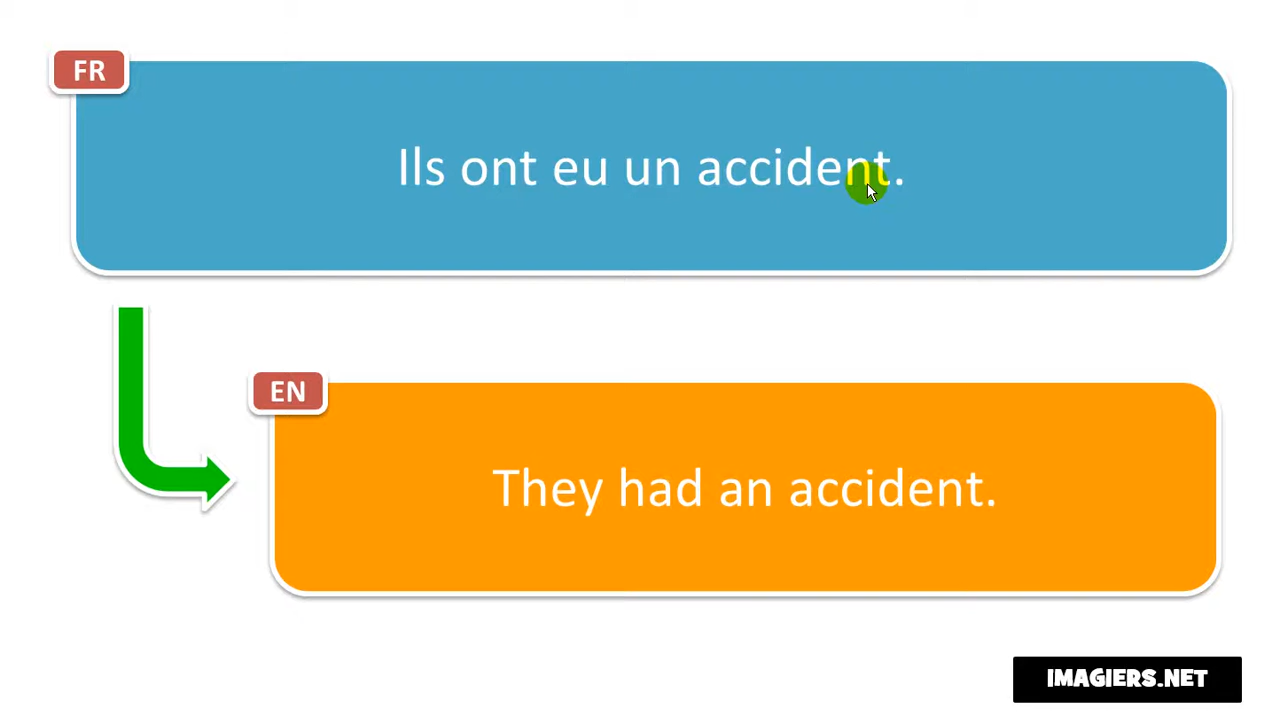 FR
Ils ont eu un accident.
EN
They had an accident.
IMAGIERS.NET